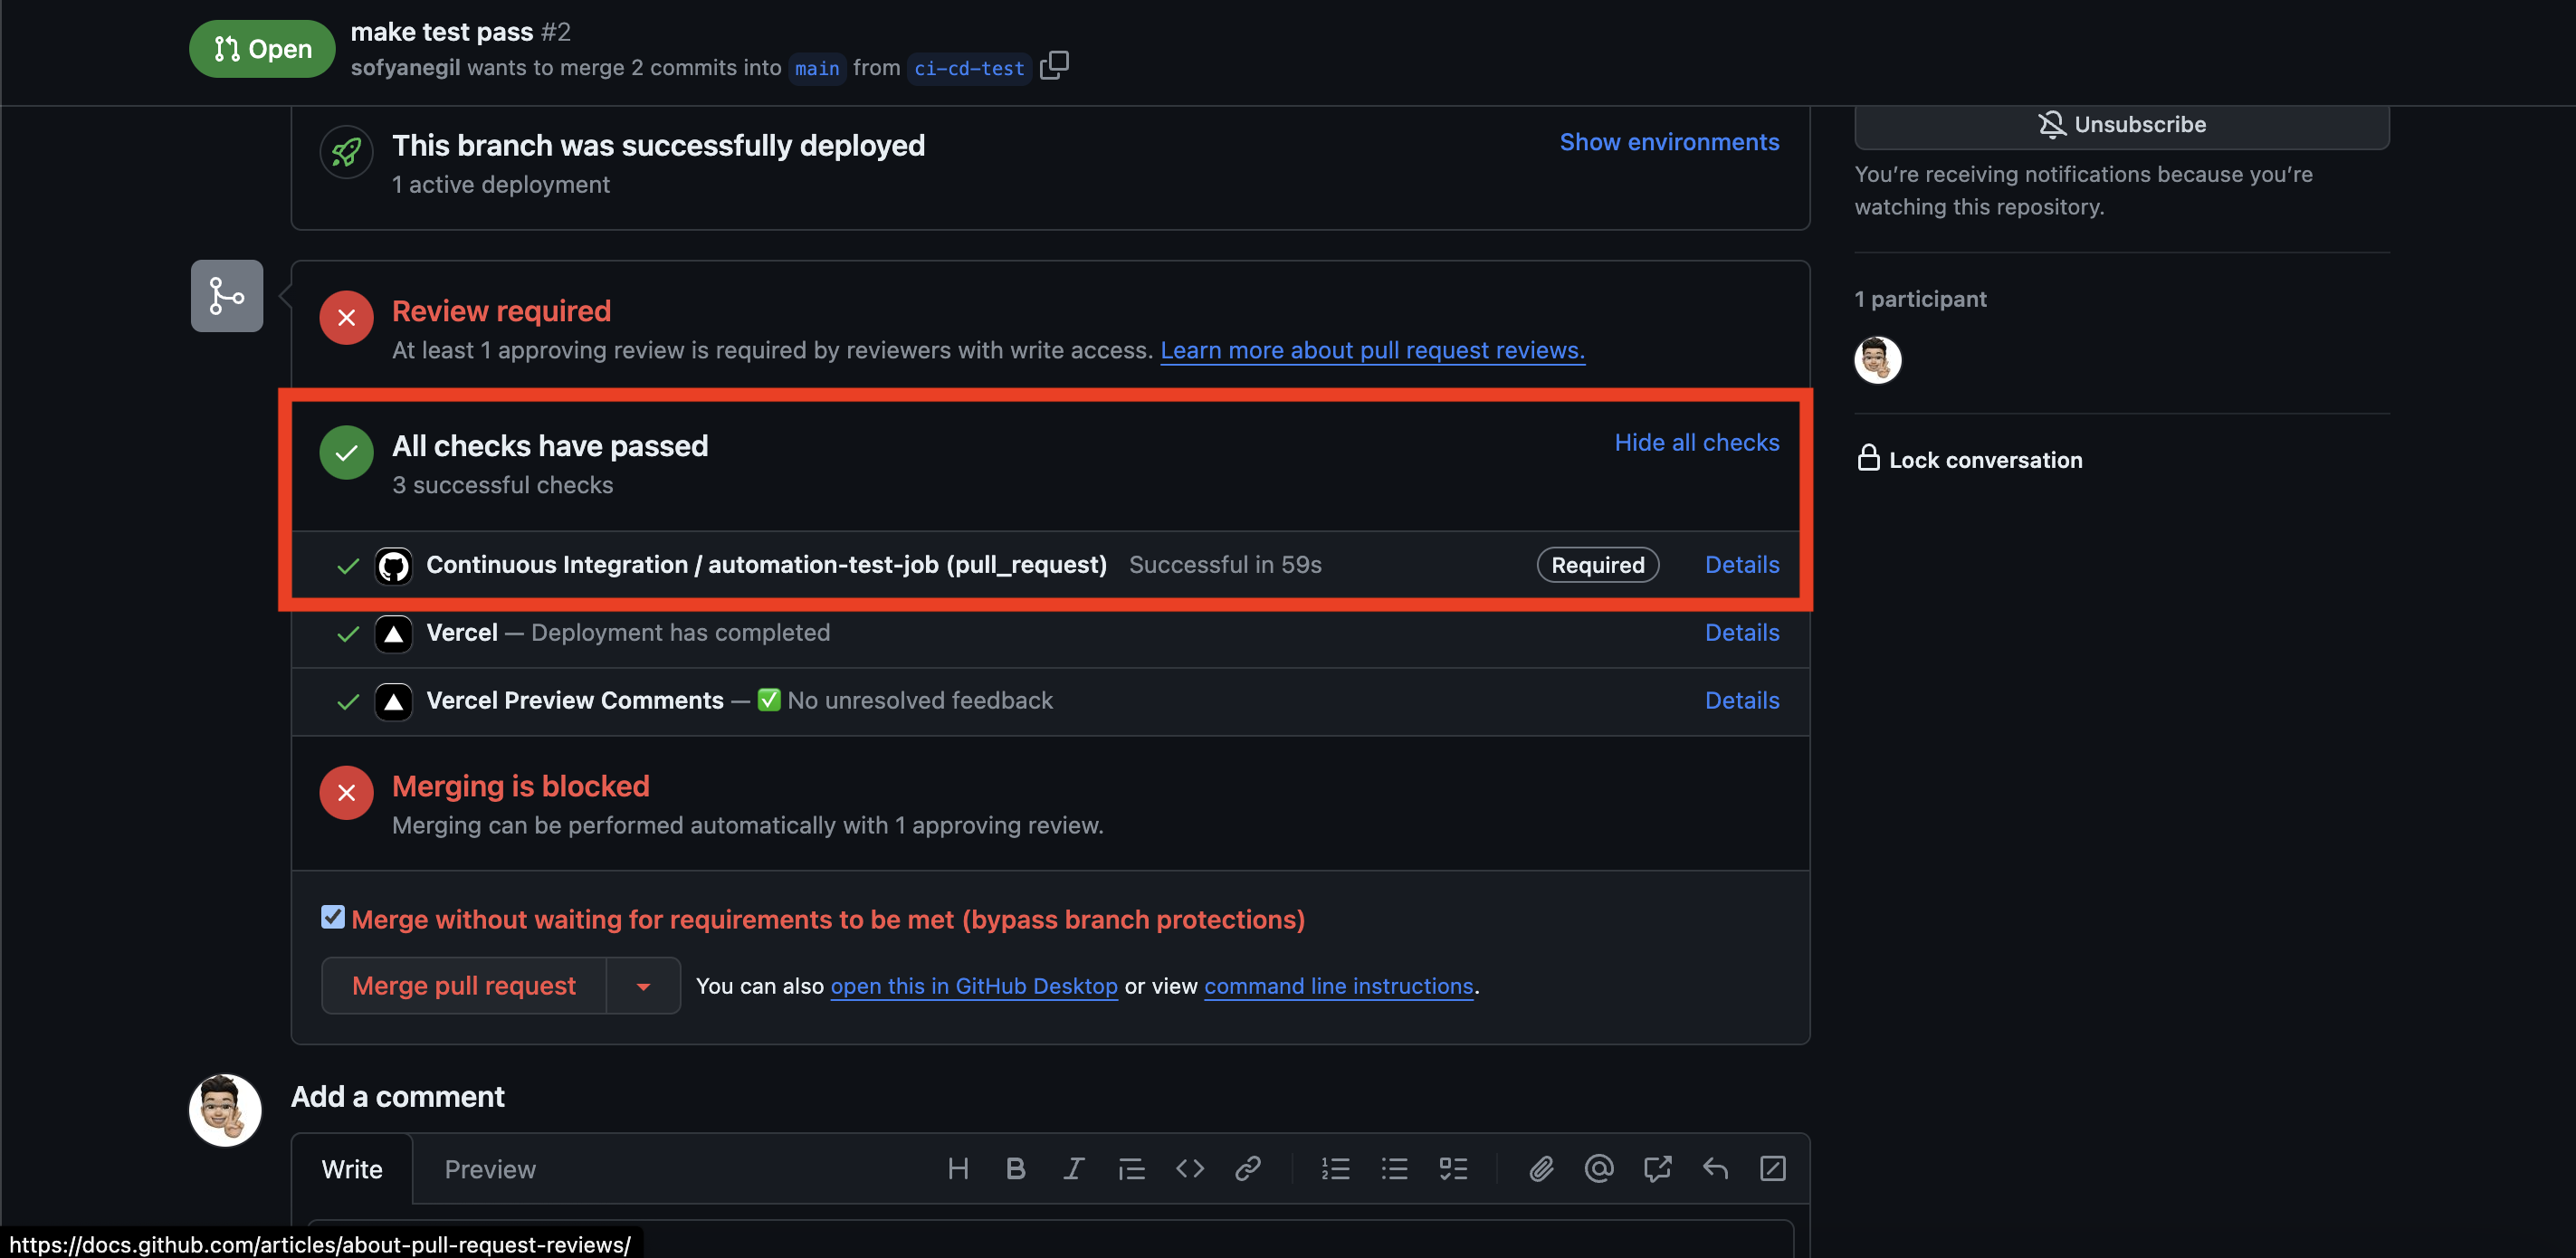 Open
make test pass #2
sofyanegil wants to merge 2 commits into main from ci-cd-test
This branch was successfully deployed
Show environments
1 active deployment
Unsubscribe
You're receiving notifications because you're
watching this repository.
1 participant
Lock conversation
Review required
At least 1 approving review is required by reviewers with write access. Learn more about pull request reviews.
All checks have passed
Hide all checks
3 successful checks
Continuous Integration / automation-test-job (pull_request) Successful in 59s Required Details
Vercel — Deployment has completed Details
Vercel Preview Comments — ✅ No unresolved feedback Details
Merging is blocked
Merging can be performed automatically with 1 approving review.
Merge without waiting for requirements to be met (bypass branch protections)
Merge pull request You can also open this in GitHub Desktop or view command line instructions.
Add a comment
Write Preview
https://docs.github.com/articles/about-pull-request-reviews/